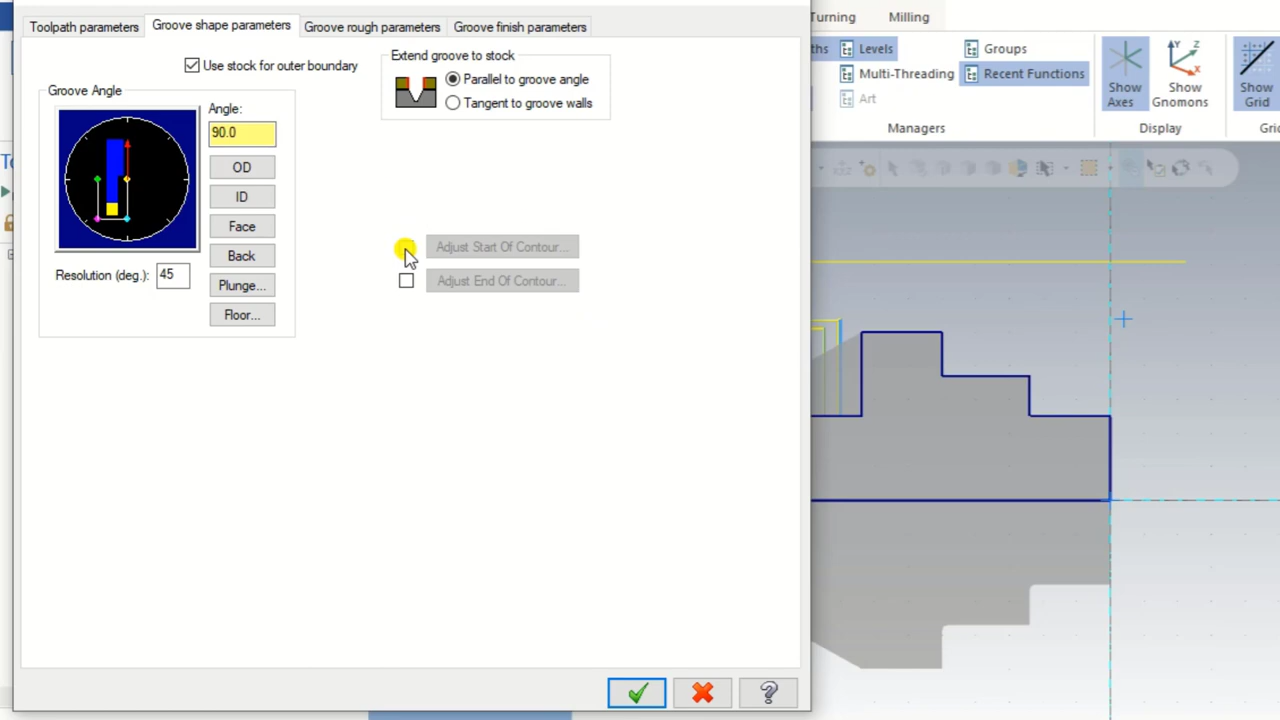 Toolpath parameters
Groove shape parameters
Groove rough parameters
Groove finish parameters
Use stock for outer boundary
Groove Angle
Angle:
90.0
OD
ID
Face
Back
Plunge...
Floor...
Resolution (deg.):
45
Extend groove to stock
Parallel to groove angle
Tangent to groove walls
Adjust Start Of Contour...
Adjust End Of Contour...
Turning
Milling
Levels
Multi-Threading
Art
Groups
Recent Functions
Managers
Show
Axes
Show
Gnomons
Display
Show
Grid